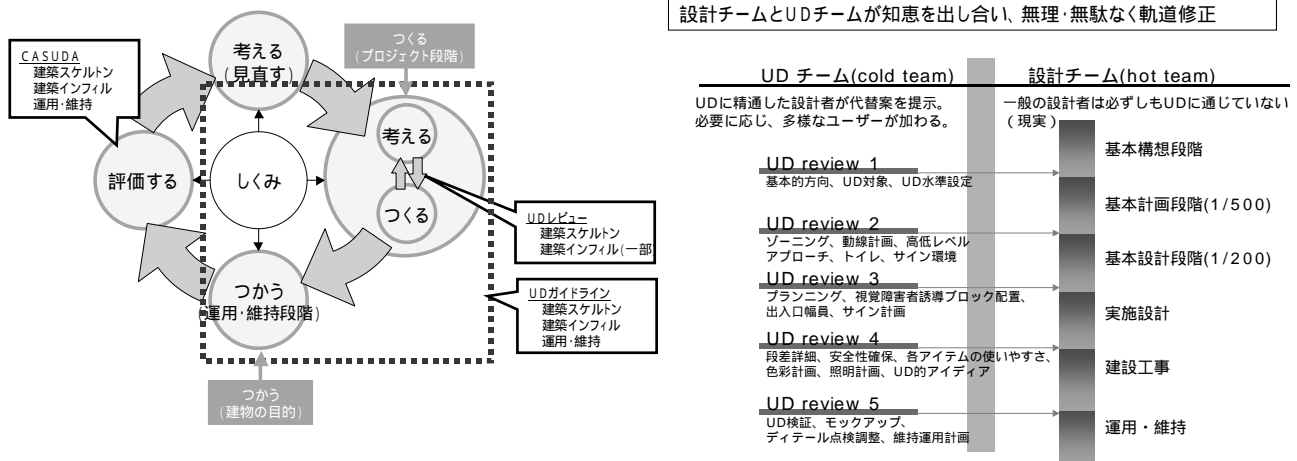 CASUDA
建築スケルトン
建築インフィル
運用・維持
考える
(見直す)
つくる
(プロジェクト段階)
考える
つくる
評価する
しくみ
つかう
(運用・維持段階)
つかう
(建物の目的)
UDレビュー
建築スケルトン
建築インフィル(一部)
UDガイドライン
建築スケルトン
建築インフィル
運用・維持
設計チームとUDチームが知恵を出し合い、無理・無駄なく軌道修正
UD チーム(cold team)
UDに精通した設計者が代替案を提示。
必要に応じ、多様なユーザーが加わる。
UD review 1
基本的方向、UD対象、UD水準設定
UD review 2
ゾーニング、動線計画、高低レベル
アプローチ、トイレ、サイン環境
UD review 3
プランニング、視覚障害者誘導ブロック配置、
出入口幅員、サイン計画
UD review 4
段差詳細、安全性確保、各アイテムの使いやすさ、
色彩計画、照明計画、UD的アイディア
UD review 5
UD検証、モックアップ、
ディテール点検調整、維持運用計画
設計チーム(hot team)
一般の設計者は必ずしもUDに通じていない
(現実)
基本構想段階
基本計画段階(1/500)
基本設計段階(1/200)
実施設計
建設工事
運用・維持